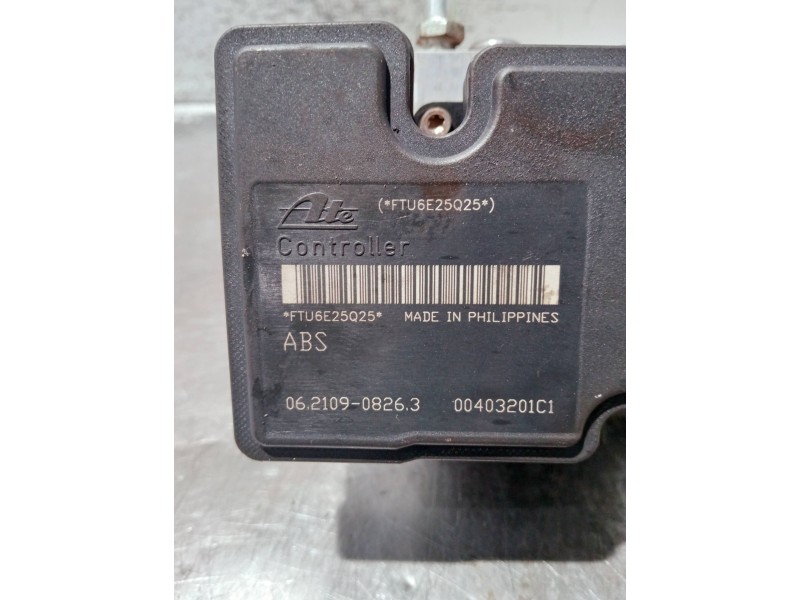 Ate (*FTU6E25Q25*)
Controller
*FTU6E25Q25* MADE IN PHILIPPINES
ABS
06.2109-0826.3 00403201C1